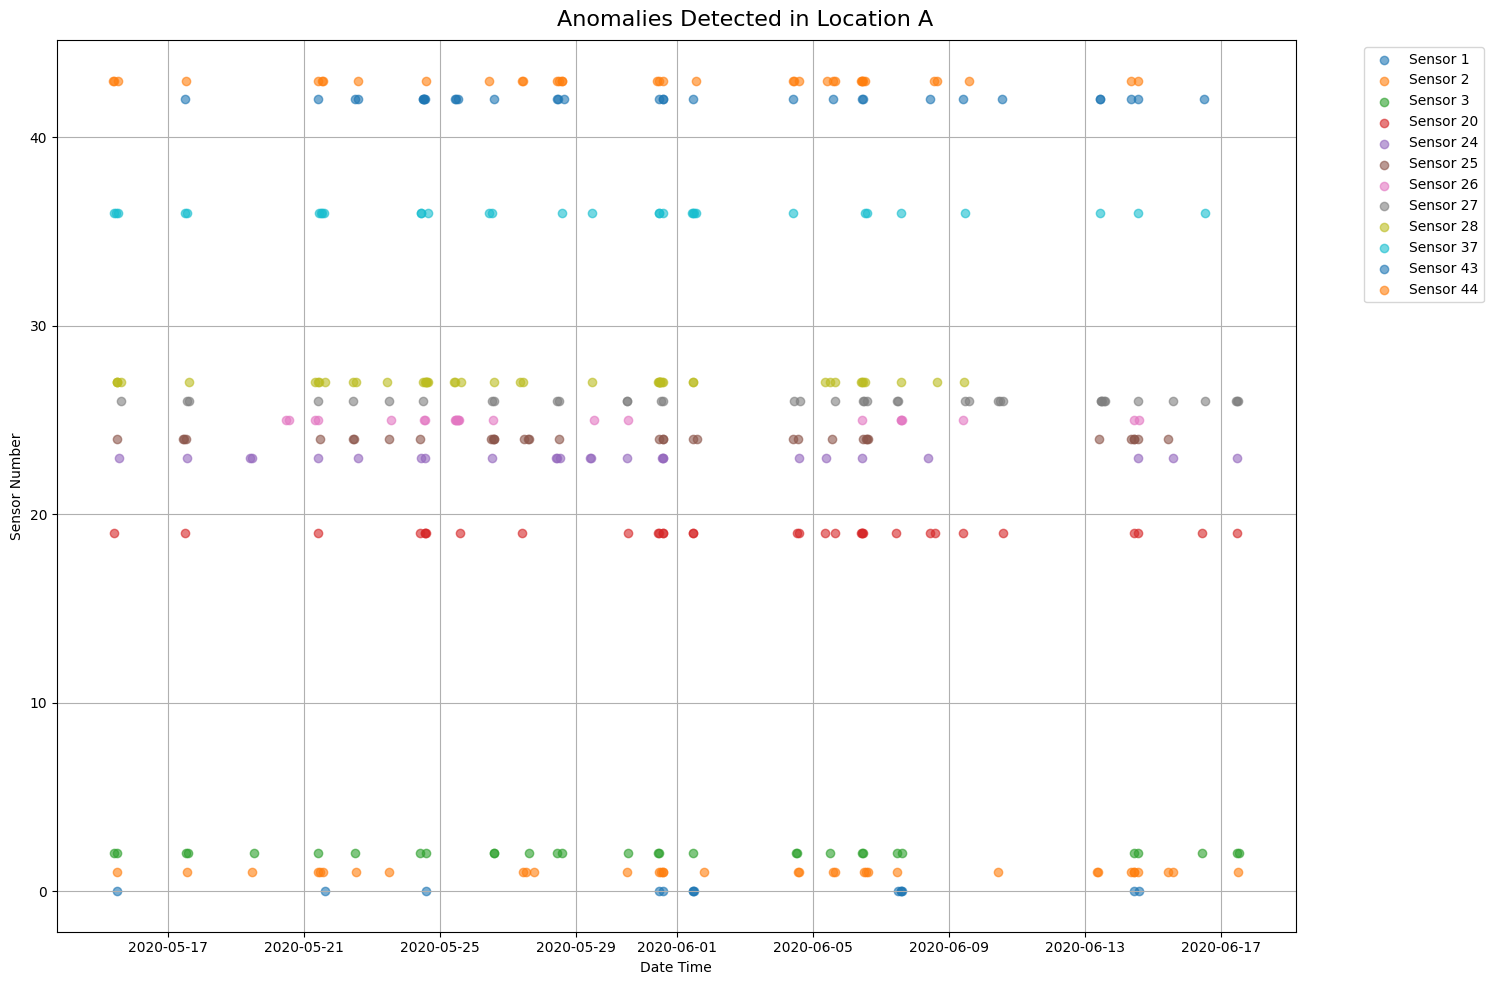 Anomalies Detected in Location A
Sensor 1
Sensor 2
Sensor 3
Sensor 20
Sensor 24
Sensor 25
Sensor 26
Sensor 27
Sensor 28
Sensor 37
Sensor 43
Sensor 44
Sensor Number
40
30
20
10
0
2020-05-17 2020-05-21 2020-05-25 2020-05-29 2020-06-01 2020-06-05 2020-06-09 2020-06-13 2020-06-17
Date Time